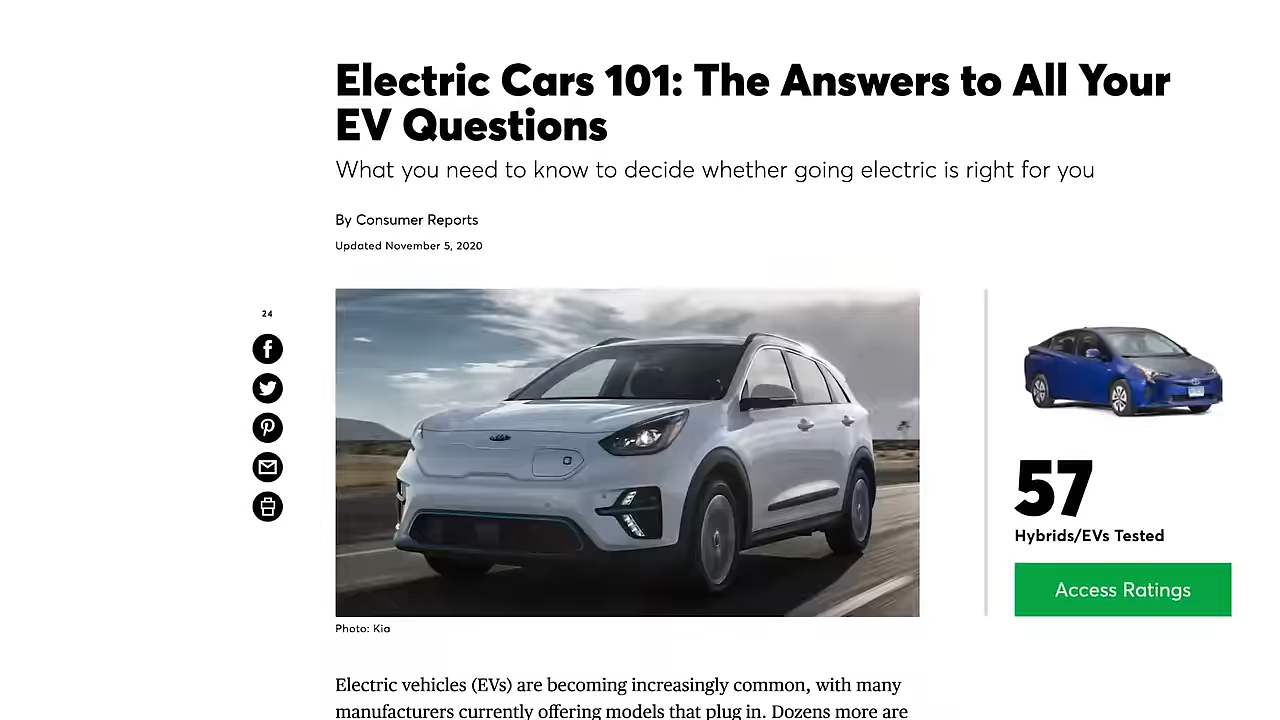 Electric Cars 101: The Answers to All Your
EV Questions
What you need to know to decide whether going electric is right for you
By Consumer Reports
Updated November 5, 2020
24
KIA
57
Hybrids/EVs Tested
Access Ratings
Photo: Kia
Electric vehicles (EVs) are becoming increasingly common, with many
manufacturers currently offering models that plug in. Dozens more are